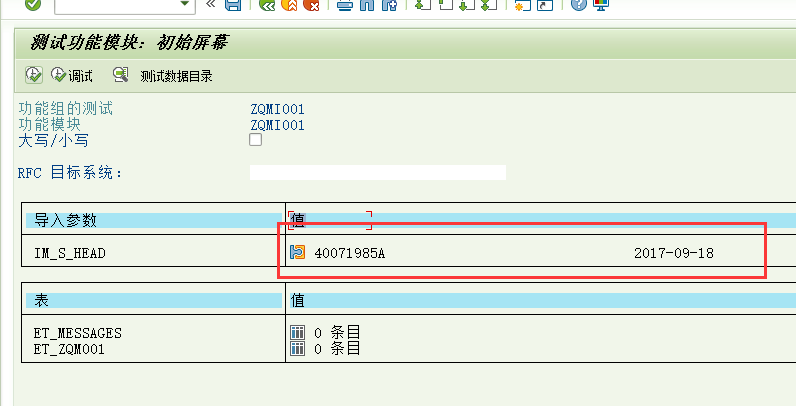 测试功能模块：初始屏幕
调试 测试数据目录
功能组的测试 ZQMI001
功能模块 ZQMI001
大写/小写
RFC 目标系统：
导入参数 值
IM_S_HEAD 40071985A 2017-09-18
表 值
ET_MESSAGES 0 条目
ET_ZQM001 0 条目